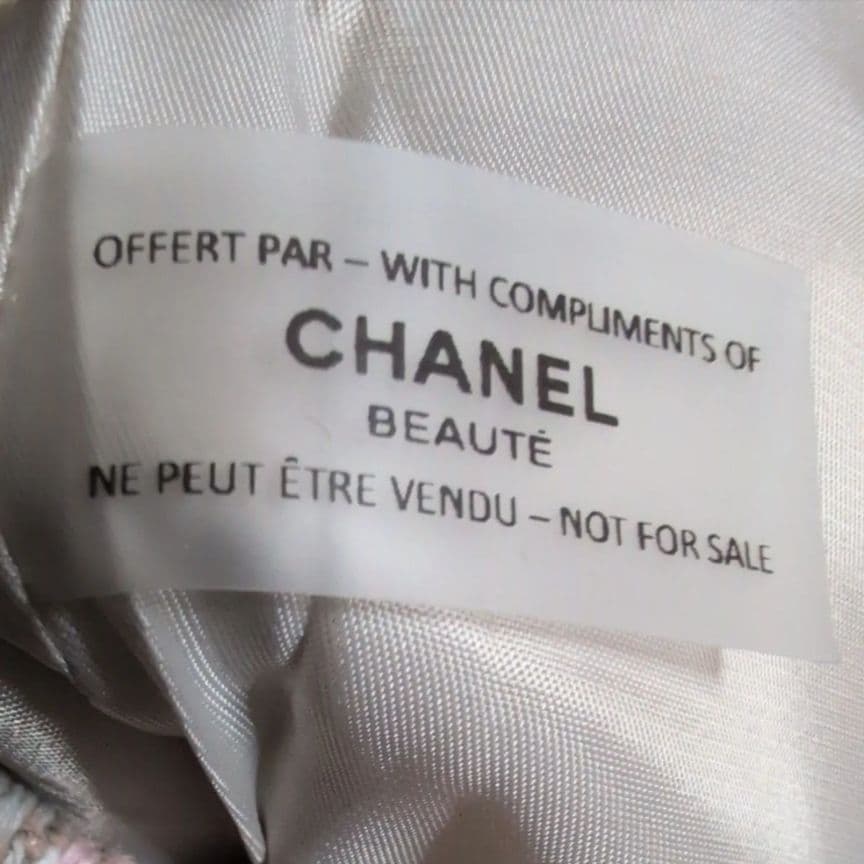 OFFERT PAR – WITH COMPLIMENTS OF
CHANEL
BEAUTÉ
NE PEUT ÊTRE VENDU – NOT FOR SALE